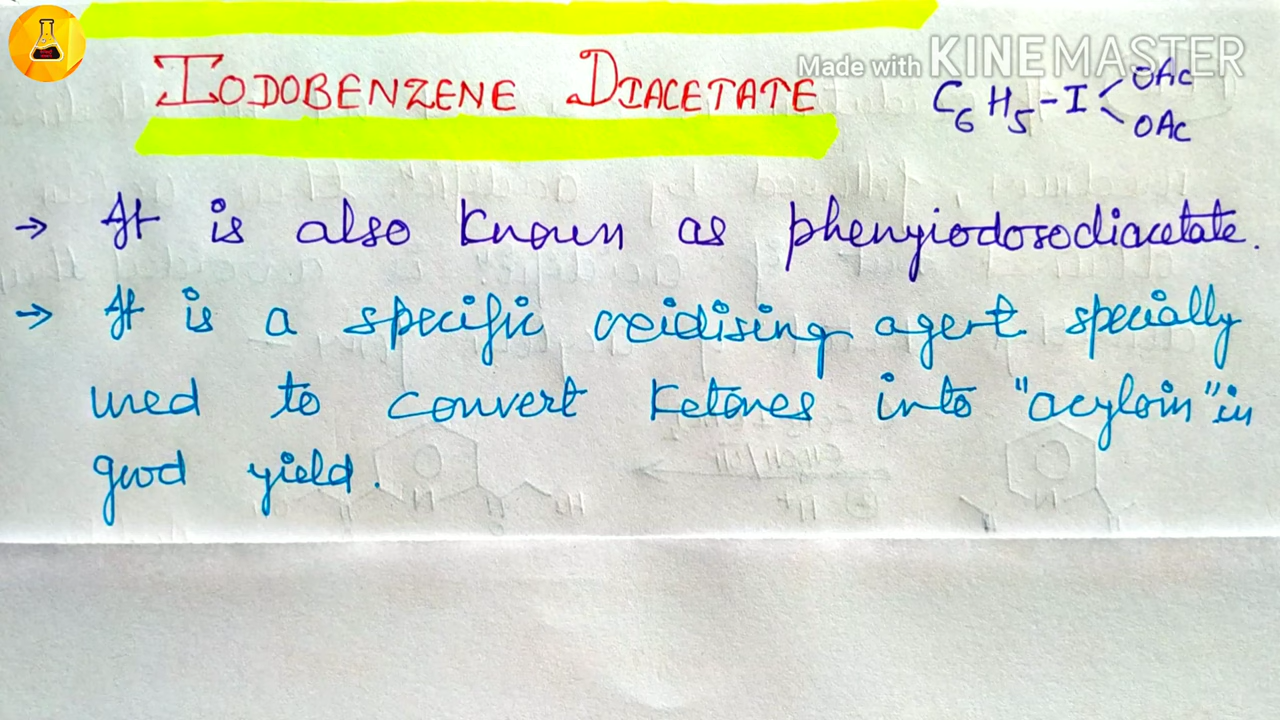 Made with KINEMASTER
IODOBENZENE DIACETATE
C6H5-I
OAc
OAc
→ It is also known as phenyiodosodiacetate.
→ It is a specific oxidising agent specially
used to convert ketones into "acyloin" in
good yield.